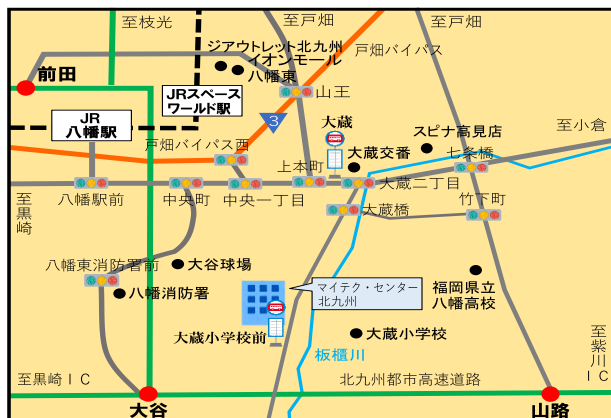 至枝光
至戸畑
至戸畑
ジアウトレット北九州
イオンモール
八幡東
戸畑バイパス
前田
JRスペース
ワールド駅
山王
JR
八幡駅
3
大蔵
スピナ高見店
至小倉
戸畑バイパス西
上本町
大蔵交番
七条橋
八幡駅前
中央町
中央一丁目
大蔵二丁目
至黒崎
大蔵橋
竹下町
八幡東消防署前
大谷球場
八幡消防署
マイテク・センター
北九州
福岡県立
八幡高校
大蔵小学校前
大蔵小学校
板櫃川
至紫川IC
至黒崎IC
北九州都市高速道路
大谷
山路